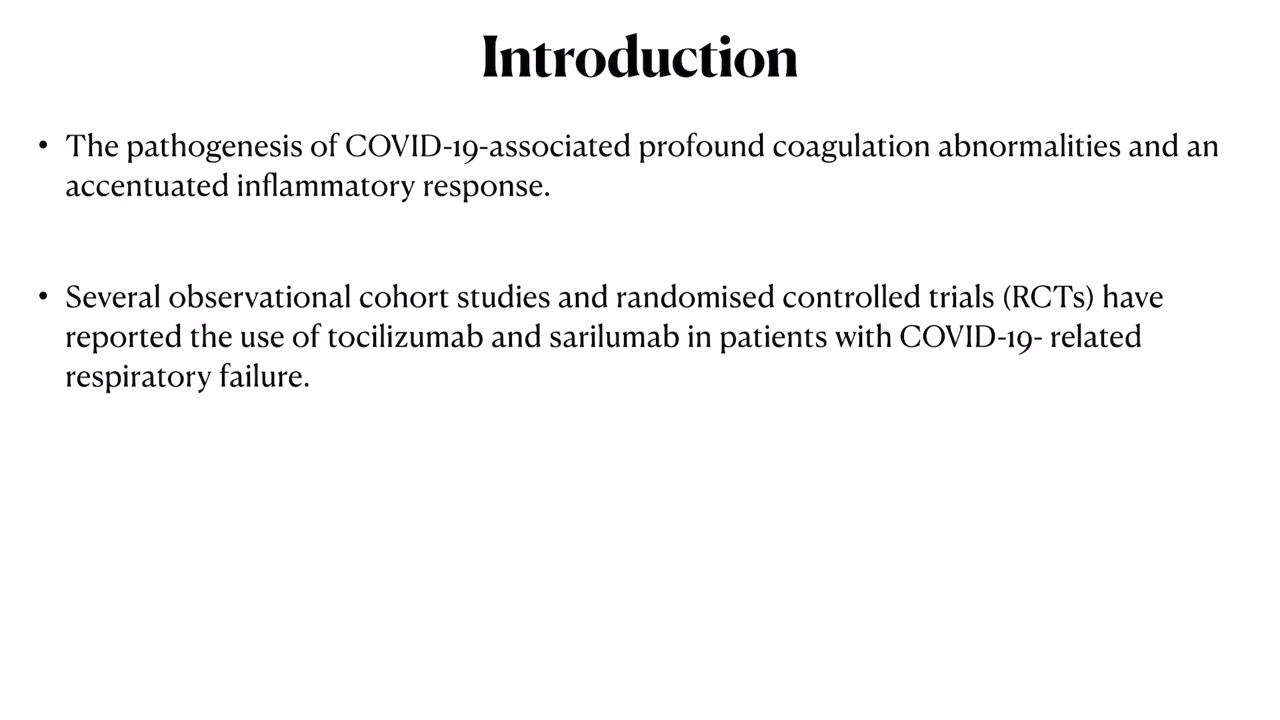 Introduction
• The pathogenesis of COVID-19-associated profound coagulation abnormalities and an
accentuated inflammatory response.
• Several observational cohort studies and randomised controlled trials (RCTs) have
reported the use of tocilizumab and sarilumab in patients with COVID-19- related
respiratory failure.